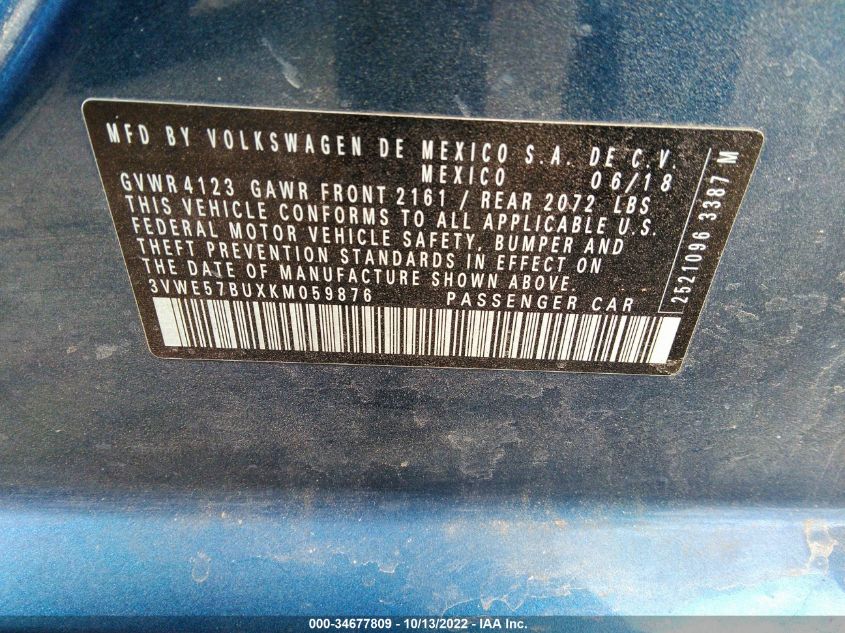 MFD BY VOLKSWAGEN DE MEXICO S.A. DE C.V.
MEXICO 06/18
GVWR 4123 GAWR FRONT 2161 / REAR 2072 LBS
THIS VEHICLE CONFORMS TO ALL APPLICABLE U.S.
FEDERAL MOTOR VEHICLE SAFETY, BUMPER AND
THEFT PREVENTION STANDARDS IN EFFECT ON
THE DATE OF MANUFACTURE SHOWN ABOVE.
3VWE57BUXKM059876 PASSENGER CAR
2521096 3387 M
000-34677809 - 10/13/2022 - IAA Inc.